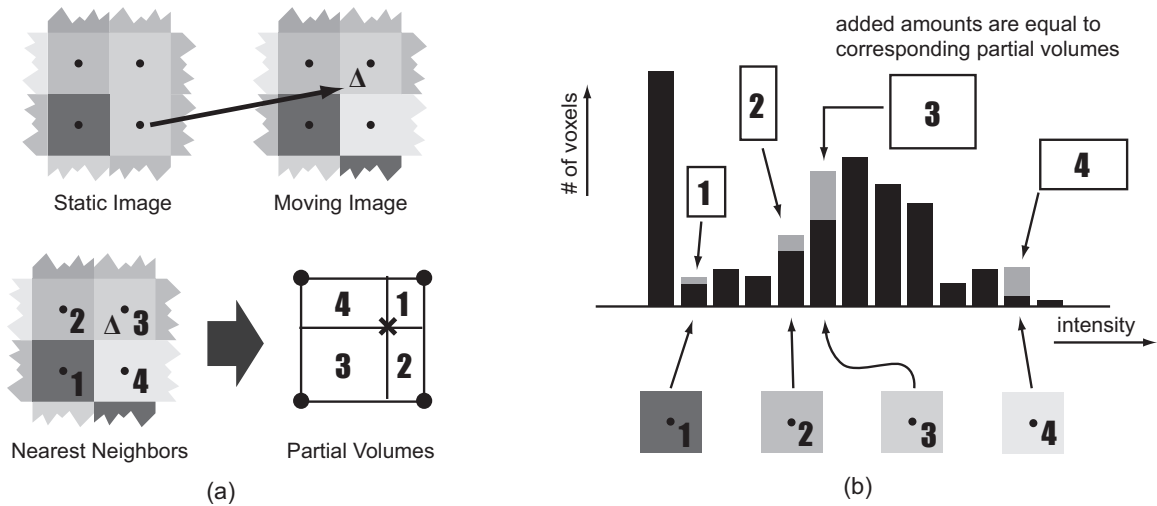 Δ
Static Image
Moving Image
2
Δ
3
1
4
Nearest Neighbors
4
1
3
2
Partial Volumes
(a)
added amounts are equal to
corresponding partial volumes
# of voxels
1
2
3
4
intensity
1
2
3
4
(b)